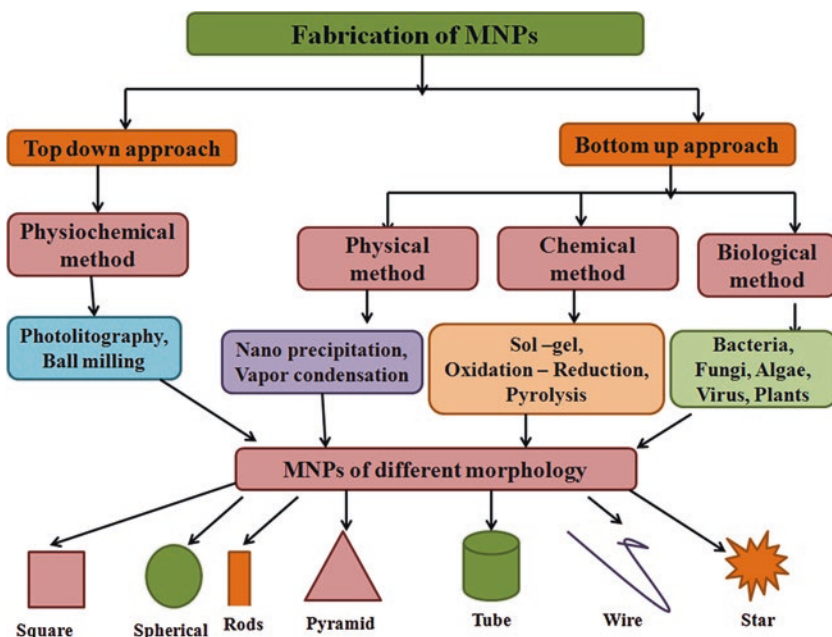 Fabrication of MNPs
Top down approach
Bottom up approach
Physiochemical
method
Physical
method
Chemical
method
Biological
method
Photolitography,
Ball milling
Nano precipitation,
Vapor condensation
Sol –gel,
Oxidation – Reduction,
Pyrolysis
Bacteria,
Fungi, Algae,
Virus, Plants
MNPs of different morphology
Square
Spherical
Rods
Pyramid
Tube
Wire
Star